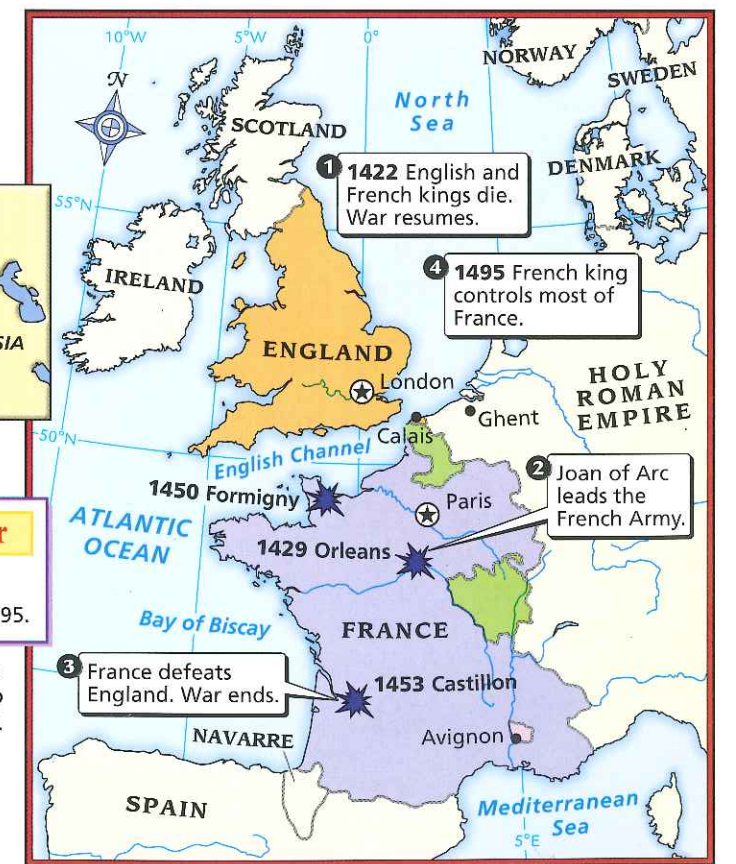 10°W
5°W
0°
NORWAY
SWEDEN
N
North
Sea
SCOTLAND
DENMARK
1 1422 English and
French kings die.
War resumes.
55°N
IRELAND
4 1495 French king
controls most of
France.
SIA
ENGLAND
HOLY
ROMAN
EMPIRE
London
Ghent
Calais
50°N
English Channel
2 Joan of Arc
leads the
French Army.
1450 Formigny
Paris
r
ATLANTIC
OCEAN
1429 Orleans
95.
Bay of Biscay
FRANCE
3 France defeats
England. War ends.
1453 Castillon
NAVARRE
Avignon
SPAIN
Mediterranean
Sea
5°E